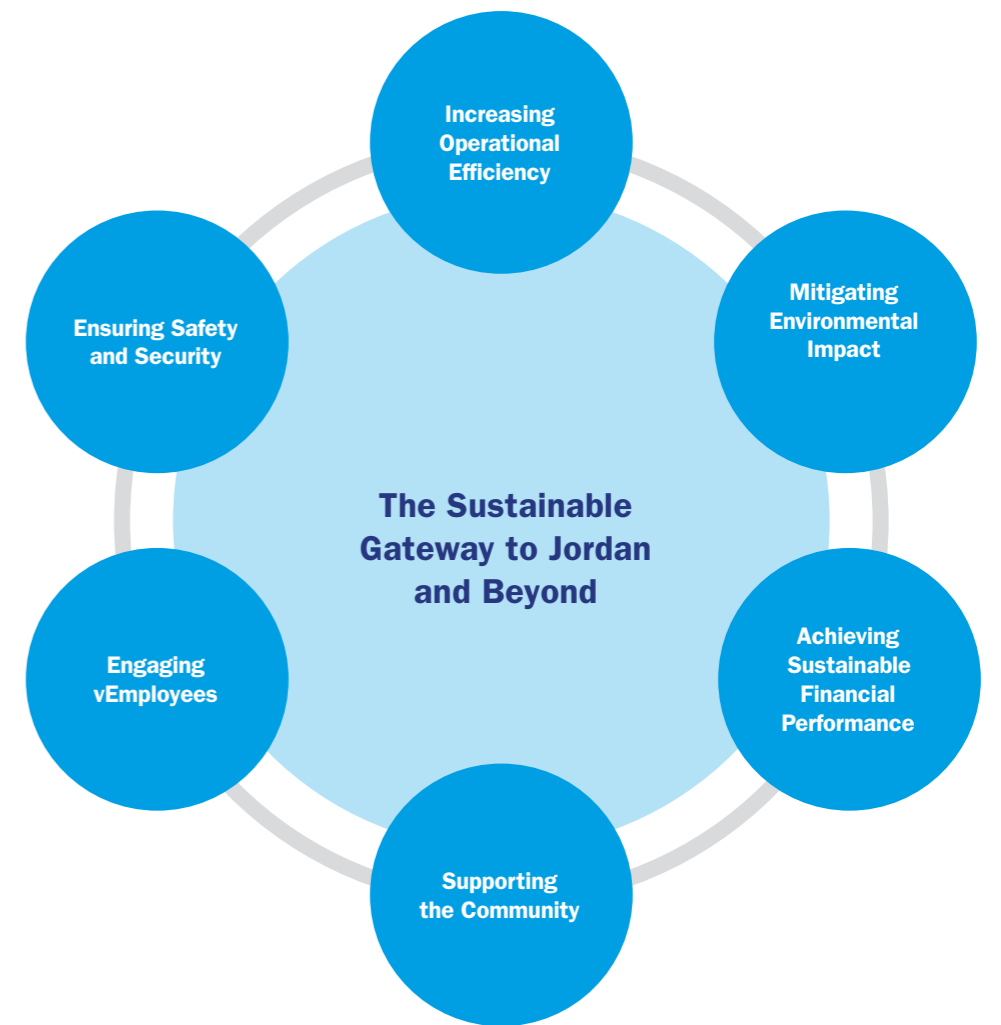 Increasing
Operational
Efficiency
Mitigating
Environmental
Impact
Ensuring Safety
and Security
The Sustainable
Gateway to Jordan
and Beyond
Achieving
Sustainable
Financial
Performance
Engaging
vEmployees
Supporting
the Community